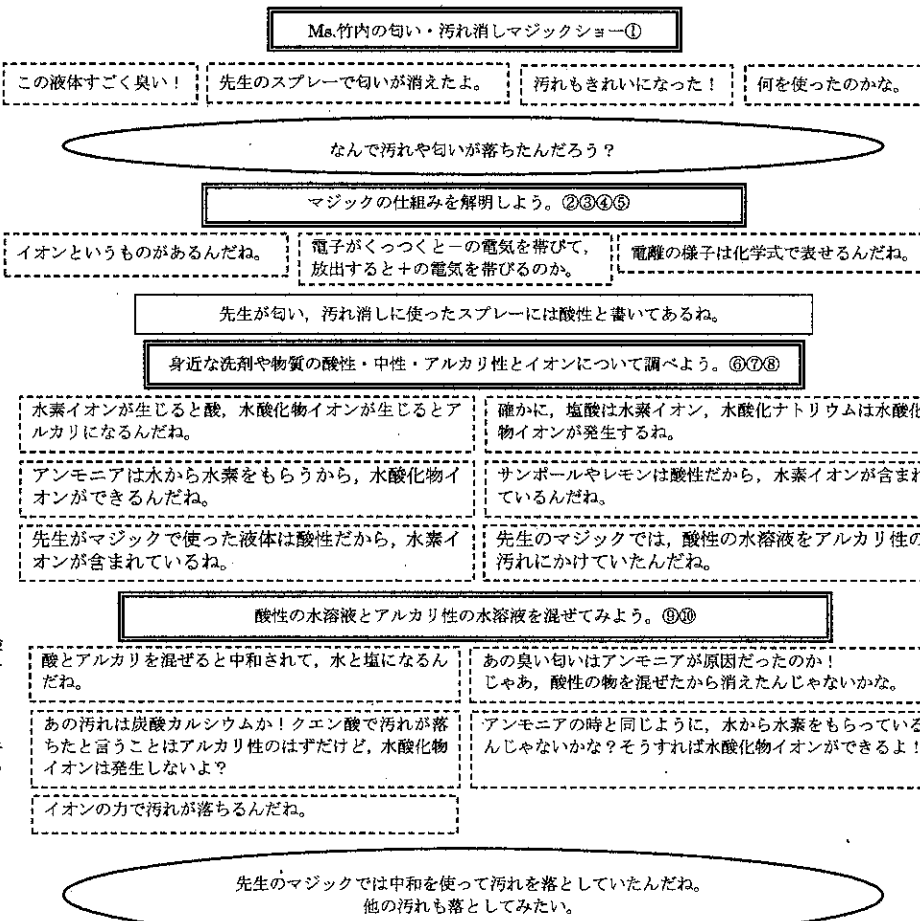 Ms.竹内の匂い・汚れ消しマジックショー①
この液体すごく臭い！
先生のスプレーで匂いが消えたよ。
汚れもきれいになった！
何を使ったのかな。
なんで汚れや匂いが落ちたんだろう？
マジックの仕組みを解明しよう。②③④⑤
イオンというものがあるんだね。
電子がくっつくと－の電気を帯びて，
放出すると＋の電気を帯びるのか。
電離の様子は化学式で表せるんだね。
先生が匂い，汚れ消しに使ったスプレーには酸性と書いてあるね。
身近な洗剤や物質の酸性・中性・アルカリ性とイオンについて調べよう。⑥⑦⑧
水素イオンが生じると酸，水酸化物イオンが生じるとア
ルカリになるんだね。
確かに，塩酸は水素イオン，水酸化ナトリウムは水酸化
物イオンが発生するね。
アンモニアは水から水素をもらうから，水酸化物イ
オンができるんだね。
サンポールやレモンは酸性だから，水素イオンが含まれ
ているんだね。
先生がマジックで使った液体は酸性だから，水素イ
オンが含まれているね。
先生のマジックでは，酸性の水溶液をアルカリ性の
汚れにかけていたんだね。
酸性の水溶液とアルカリ性の水溶液を混ぜてみよう。⑨⑩
酸とアルカリを混ぜると中和されて，水と塩になるん
だね。
あの臭い匂いはアンモニアが原因だったのか！
じゃあ，酸性の物を混ぜたから消えたんじゃないかな。
あの汚れは炭酸カルシウムか！クエン酸で汚れが落
ちたと言うことはアルカリ性のはずだけど，水酸化物
イオンは発生しないよ？
アンモニアの時と同じように，水から水素をもらっている
んじゃないかな？そうすれば水酸化物イオンができるよ！
イオンの力で汚れが落ちるんだね。
先生のマジックでは中和を使って汚れを落としていたんだね。
他の汚れも落としてみたい。